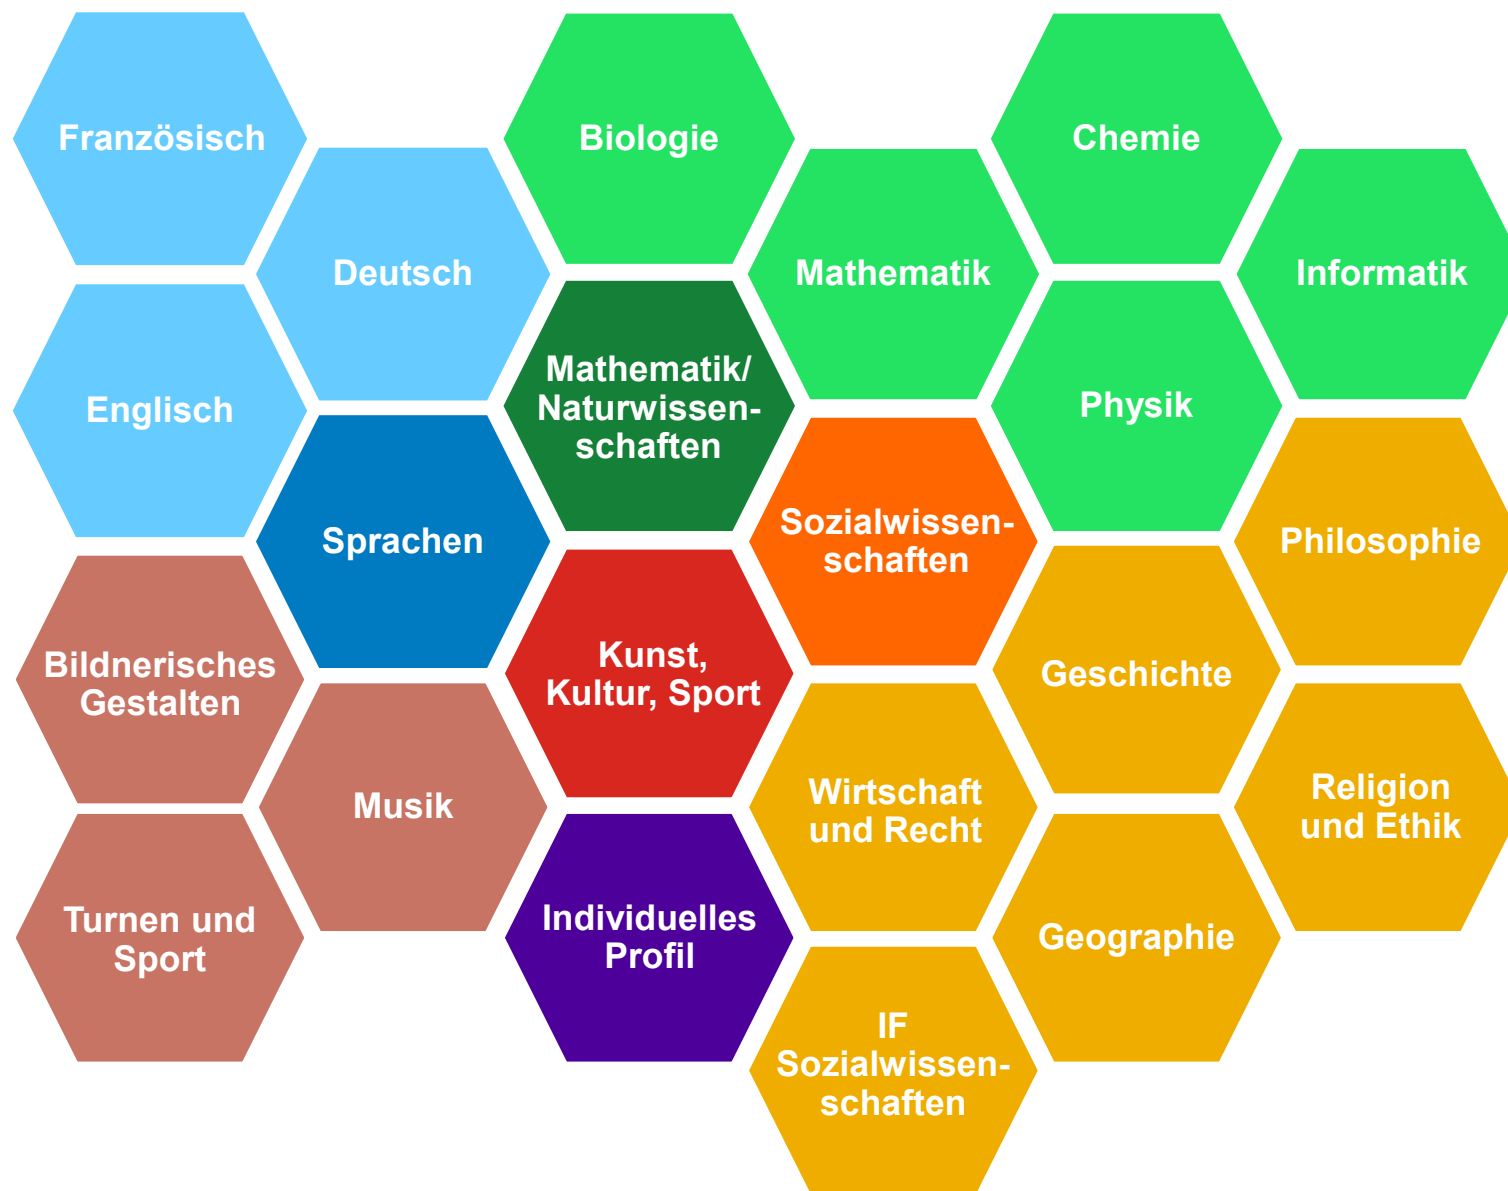 Französisch
Biologie
Chemie
Deutsch
Mathematik
Informatik
Englisch
Mathematik/
Naturwissen-
schaften
Physik
Sprachen
Sozialwissen-
schaften
Philosophie
Bildnerisches
Gestalten
Kunst,
Kultur, Sport
Geschichte
Musik
Wirtschaft
und Recht
Religion
und Ethik
Turnen und
Sport
Individuelles
Profil
Geographie
IF
Sozialwissen-
schaften